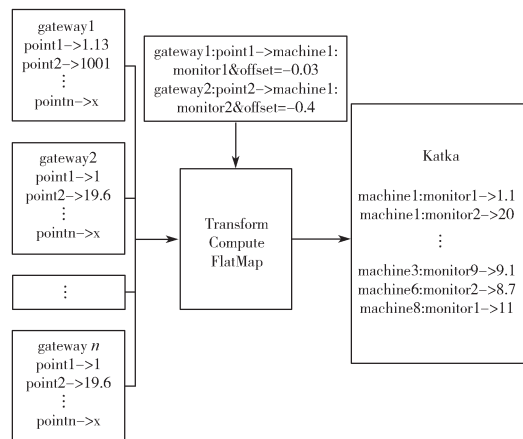 gateway1
point1->1.13
point2->1001
⋮
pointn->x
gateway2
point1->1
point2->19.6
⋮
pointn->x
⋮
gateway n
point1->1
point2->19.6
⋮
pointn->x
gateway1:point1->machine1:
monitor1&offset=-0.03
gateway2:point2->machine1:
monitor2&offset=-0.4
Transform
Compute
FlatMap
Katka
machine1:monitor1->1.1
machine1:monitor2->20
⋮
machine3:monitor9->9.1
machine6:monitor2->8.7
machine8:monitor1->11